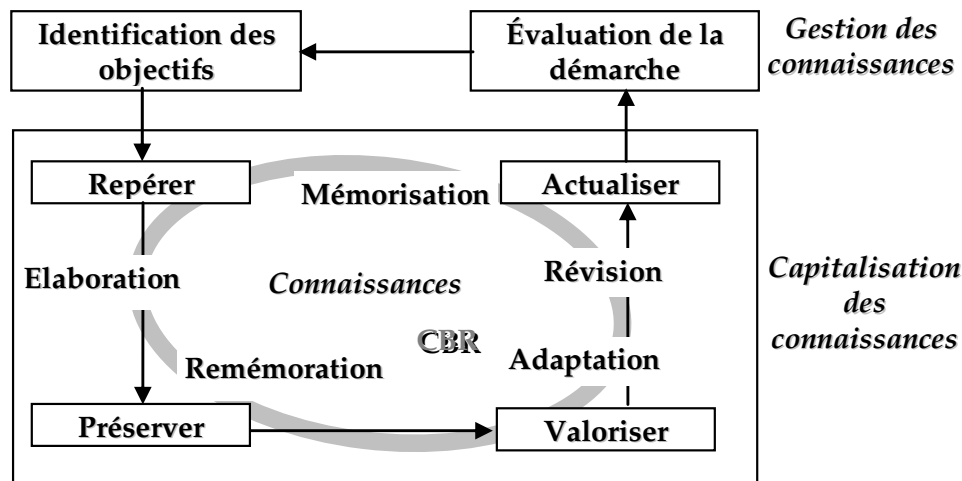 Identification des
objectifs
Évaluation de la
démarche
Gestion des
connaissances
Repérer
Mémorisation
Actualiser
Elaboration
Connaissances
Révision
Capitalisation
des
connaissances
CBR
Remémoration
Adaptation
Préserver
Valoriser